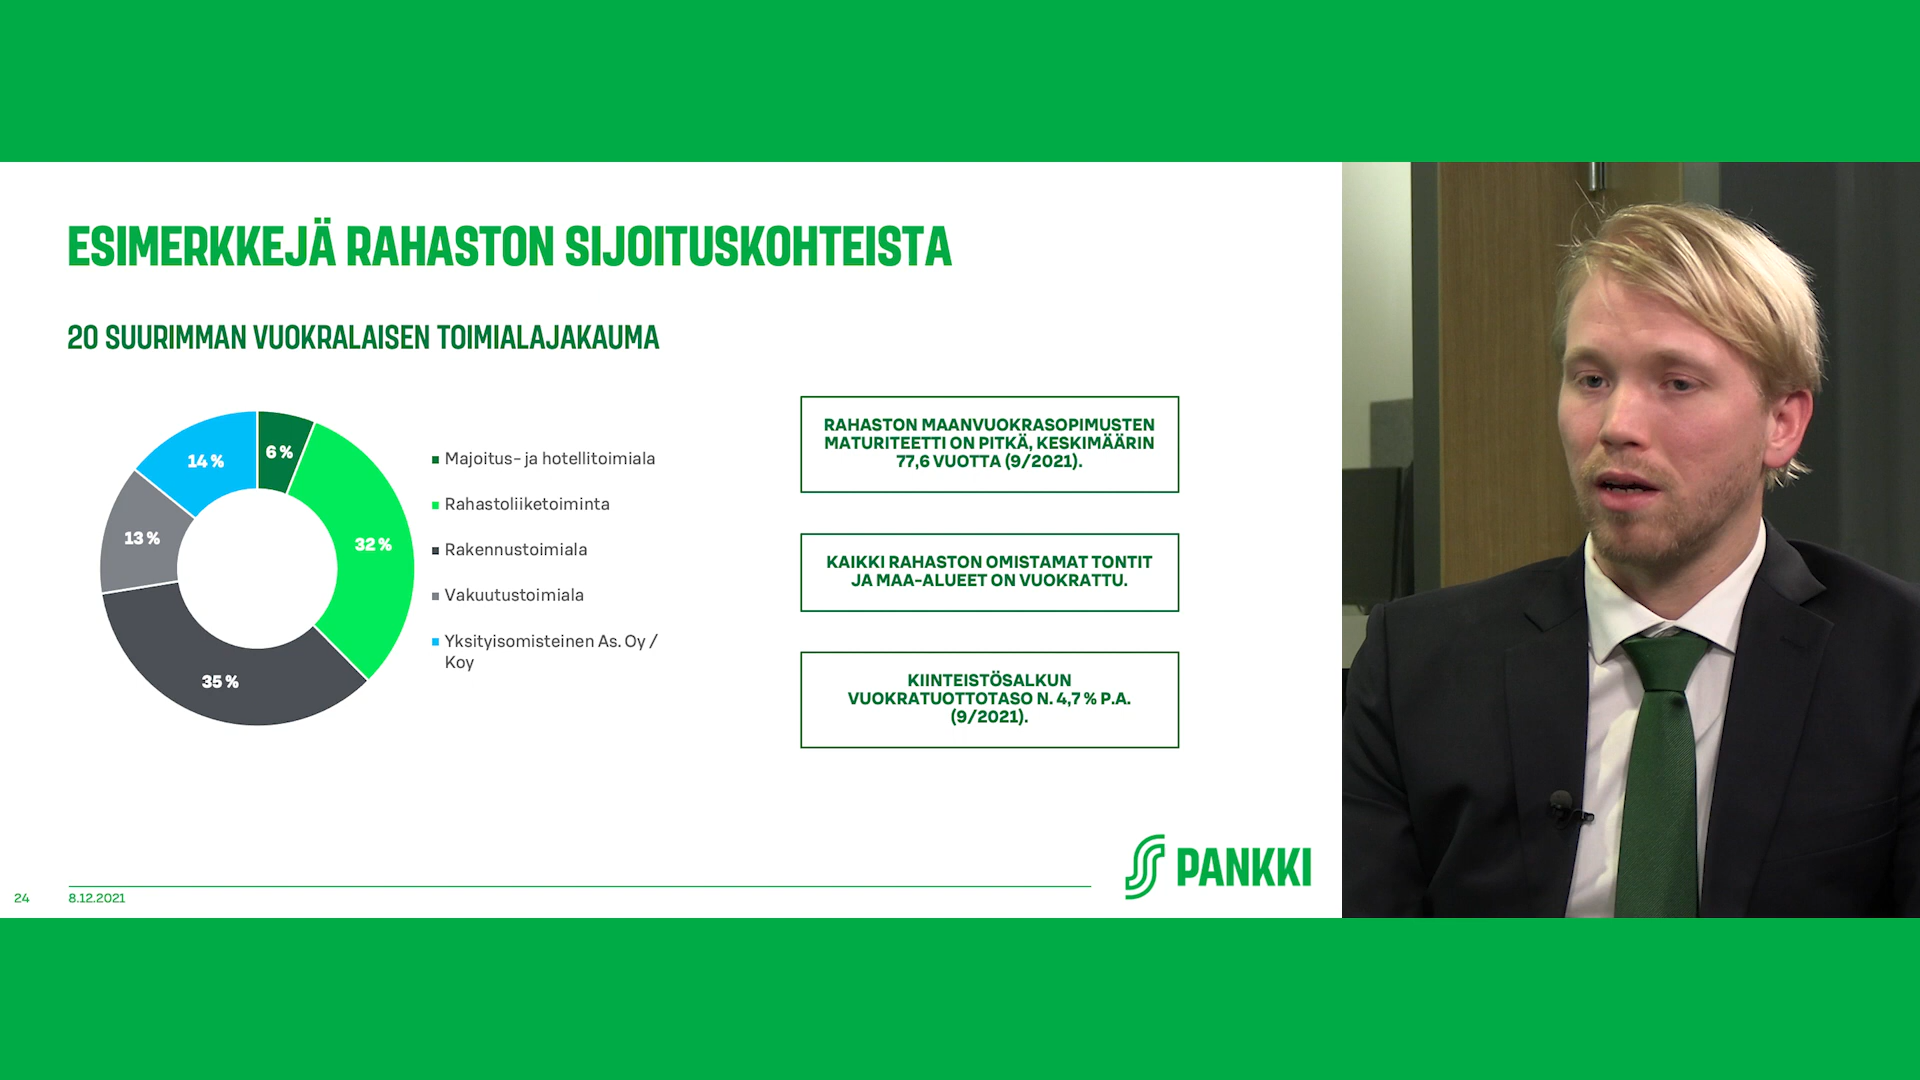 ESIMERKKEJÄ RAHASTON SIJOITUSKOHTEISTA
20 SUURIMMAN VUOKRALAISEN TOIMIALAJAKAUMA
6 %
14 %
32 %
13 %
35 %
Majoitus- ja hotellitoimiala
Rahastoliiketoiminta
Rakennustoimiala
Vakuutustoimiala
Yksityisomisteinen As. Oy /
Koy
RAHASTON MAANVUOKRASOPIMUSTEN
MATURITEETTI ON PITKÄ, KESKIMÄÄRIN
77,6 VUOTTA (9/2021).
KAIKKI RAHASTON OMISTAMAT TONTIT
JA MAA-ALUEET ON VUOKRATTU.
KIINTEISTÖSALKUN
VUOKRATUOTTOTASO N. 4,7 % P.A.
(9/2021).
S PANKKI
24
8.12.2021